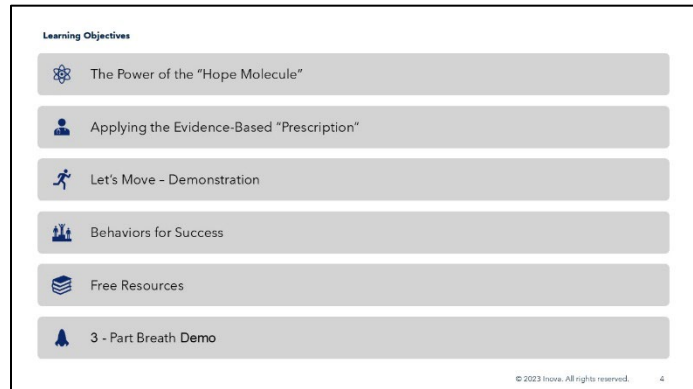 Learning Objectives
The Power of the “Hope Molecule”
Applying the Evidence-Based “Prescription”
Let’s Move – Demonstration
Behaviors for Success
Free Resources
3 - Part Breath Demo
© 2023 Inova. All rights reserved. 4